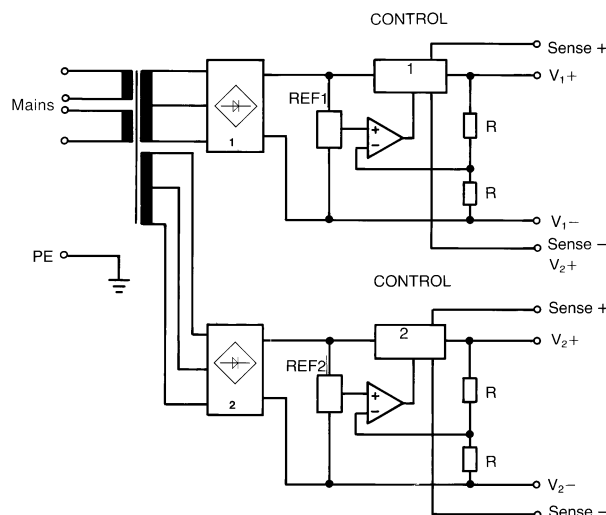 CONTROL
Sense +
1
V₁+
REF1
Mains
R
+
−
1
R
V₁−
PE
Sense −
V₂+
CONTROL
Sense +
2
V₂+
REF2
+
−
R
2
R
V₂−
Sense −